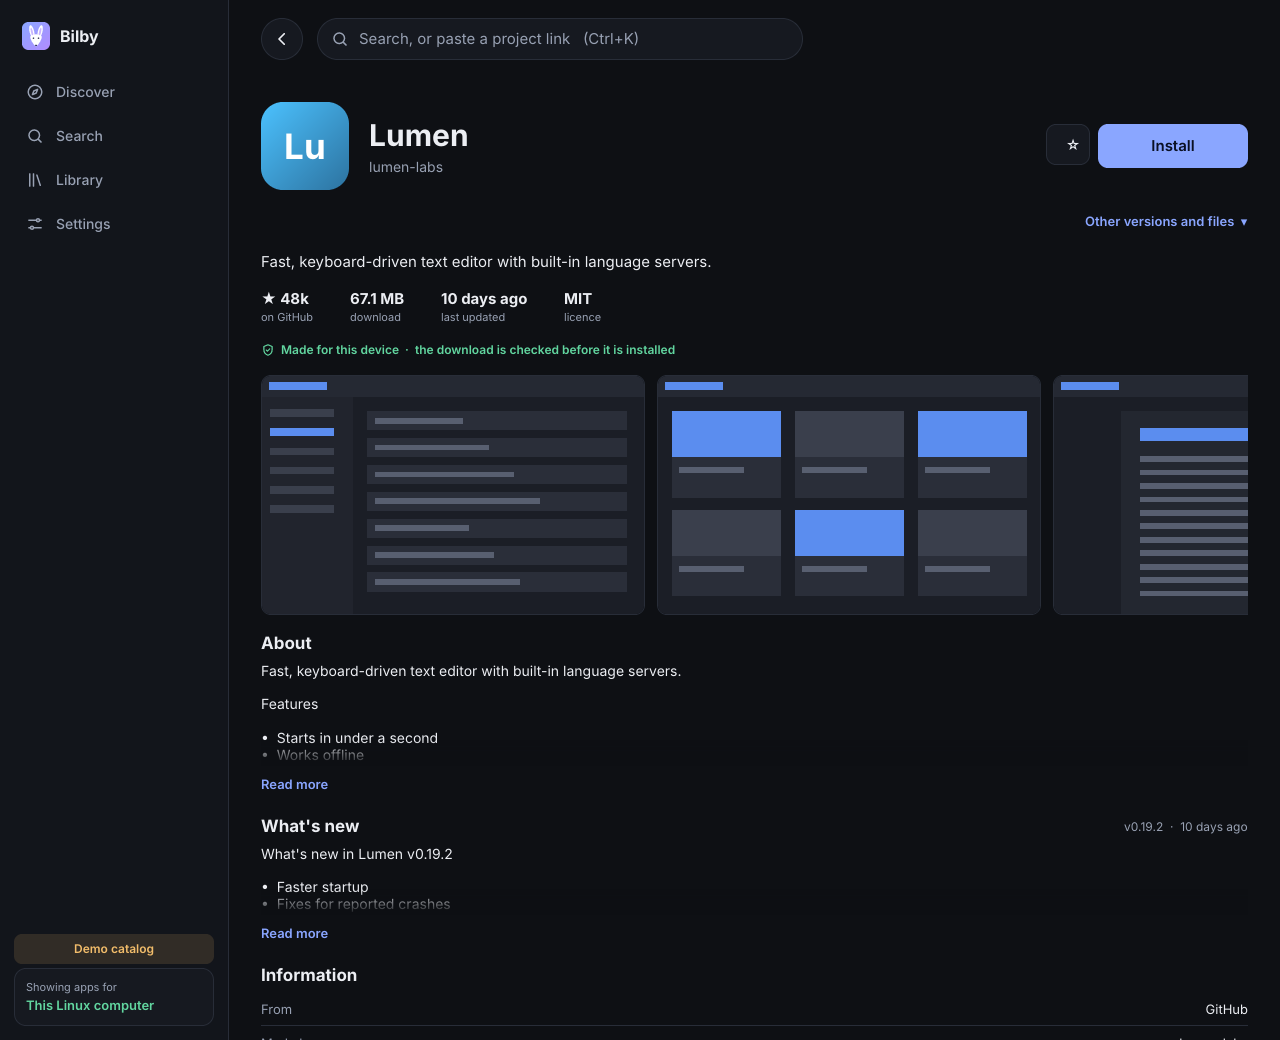 Bilby
Search, or paste a project link (Ctrl+K)
Discover
Search
Library
Settings
Lu
Lumen
lumen-labs
☆
Install
Other versions and files ▾
Fast, keyboard-driven text editor with built-in language servers.
★ 48k
on GitHub
67.1 MB
download
10 days ago
last updated
MIT
licence
Made for this device · the download is checked before it is installed
About
Fast, keyboard-driven text editor with built-in language servers.
Features
• Starts in under a second
• Works offline
Read more
What's new
v0.19.2 · 10 days ago
What's new in Lumen v0.19.2
• Faster startup
• Fixes for reported crashes
Read more
Information
From
GitHub
Demo catalog
Showing apps for
This Linux computer